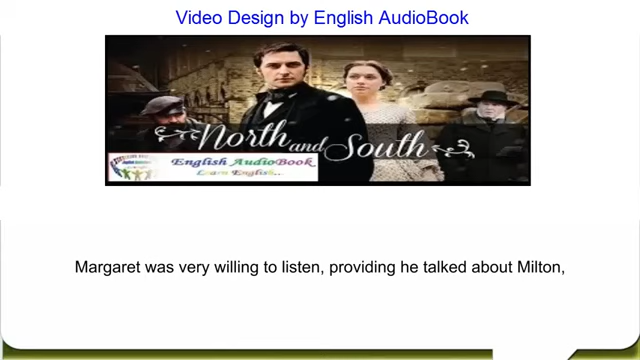 Video Design by English AudioBook
North and South
English AudioBook
Learn English...
Margaret was very willing to listen, providing he talked about Milton,